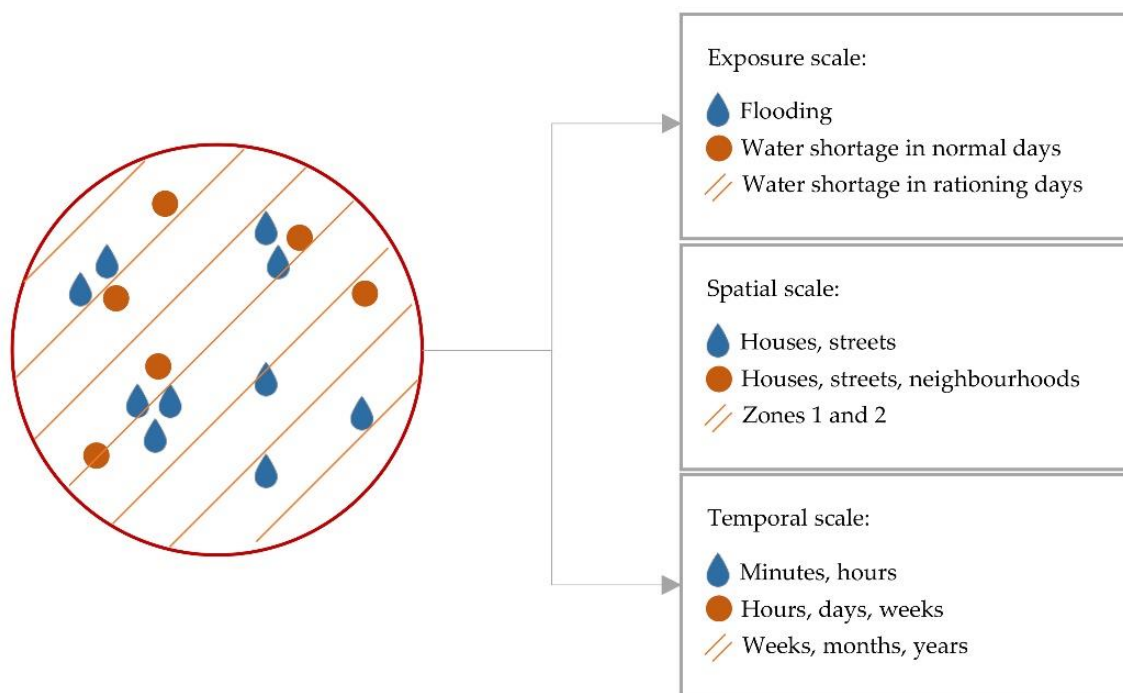 Exposure scale:
Flooding
Water shortage in normal days
Water shortage in rationing days
Spatial scale:
Houses, streets
Houses, streets, neighbourhoods
Zones 1 and 2
Temporal scale:
Minutes, hours
Hours, days, weeks
Weeks, months, years